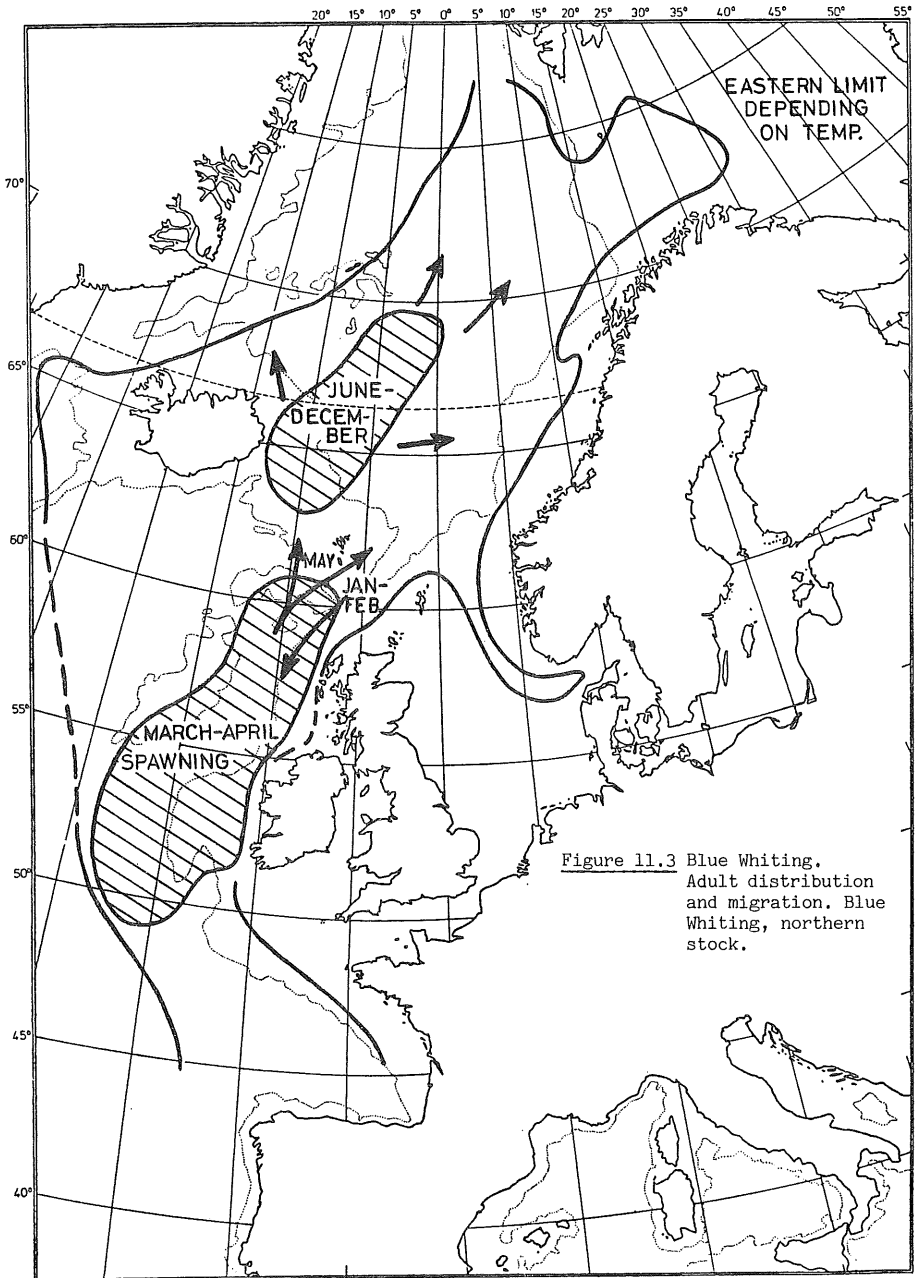 20° 15° 10° 5° 0° 5° 10° 15° 20° 25° 30° 35° 40° 45° 50° 55°
EASTERN LIMIT
DEPENDING
ON TEMP.
70°
65°
JUNE-
DECEM-
BER
60°
MAY
JAN-
FEB.
55°
MARCH-APRIL
SPAWNING
50°
Figure 11.3 Blue Whiting.
Adult distribution
and migration. Blue
Whiting, northern
stock.
45°
40°